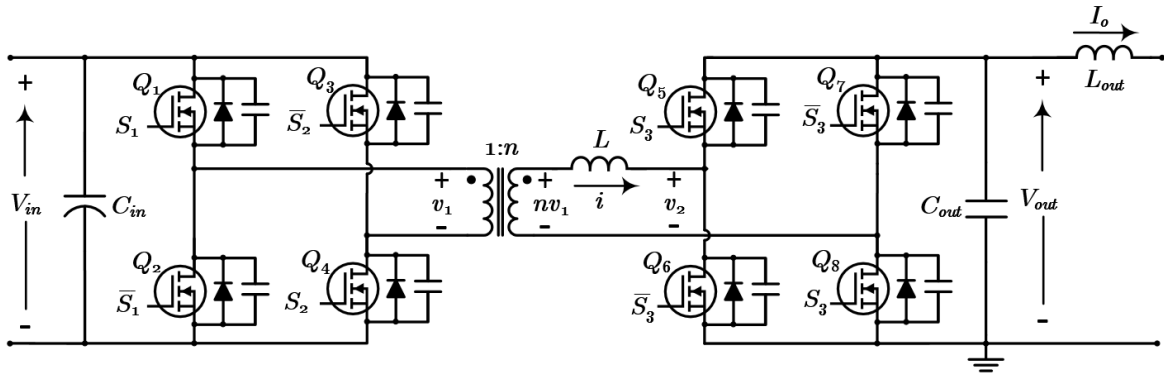 I_o
Q_1
Q_3
Q_5
Q_7
L_out
S_1
S̅_2
S_3
S̅_3
1:n
L
+
+
+
+
+
V_in
C_in
v_1
nv_1
i
v_2
C_out
V_out
-
-
-
Q_2
Q_4
Q_6
Q_8
S̅_1
S_2
S̅_3
S_3
-
-